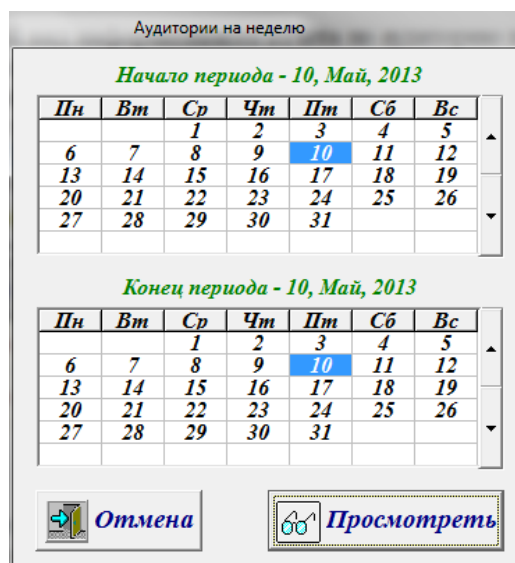 Аудитории на неделю
Начало периода - 10, Май, 2013
Пн Вт Ср Чт Пт Сб Вс
1 2 3 4 5
6 7 8 9 10 11 12
13 14 15 16 17 18 19
20 21 22 23 24 25 26
27 28 29 30 31
Конец периода - 10, Май, 2013
Пн Вт Ср Чт Пт Сб Вс
1 2 3 4 5
6 7 8 9 10 11 12
13 14 15 16 17 18 19
20 21 22 23 24 25 26
27 28 29 30 31
Отмена Просмотреть